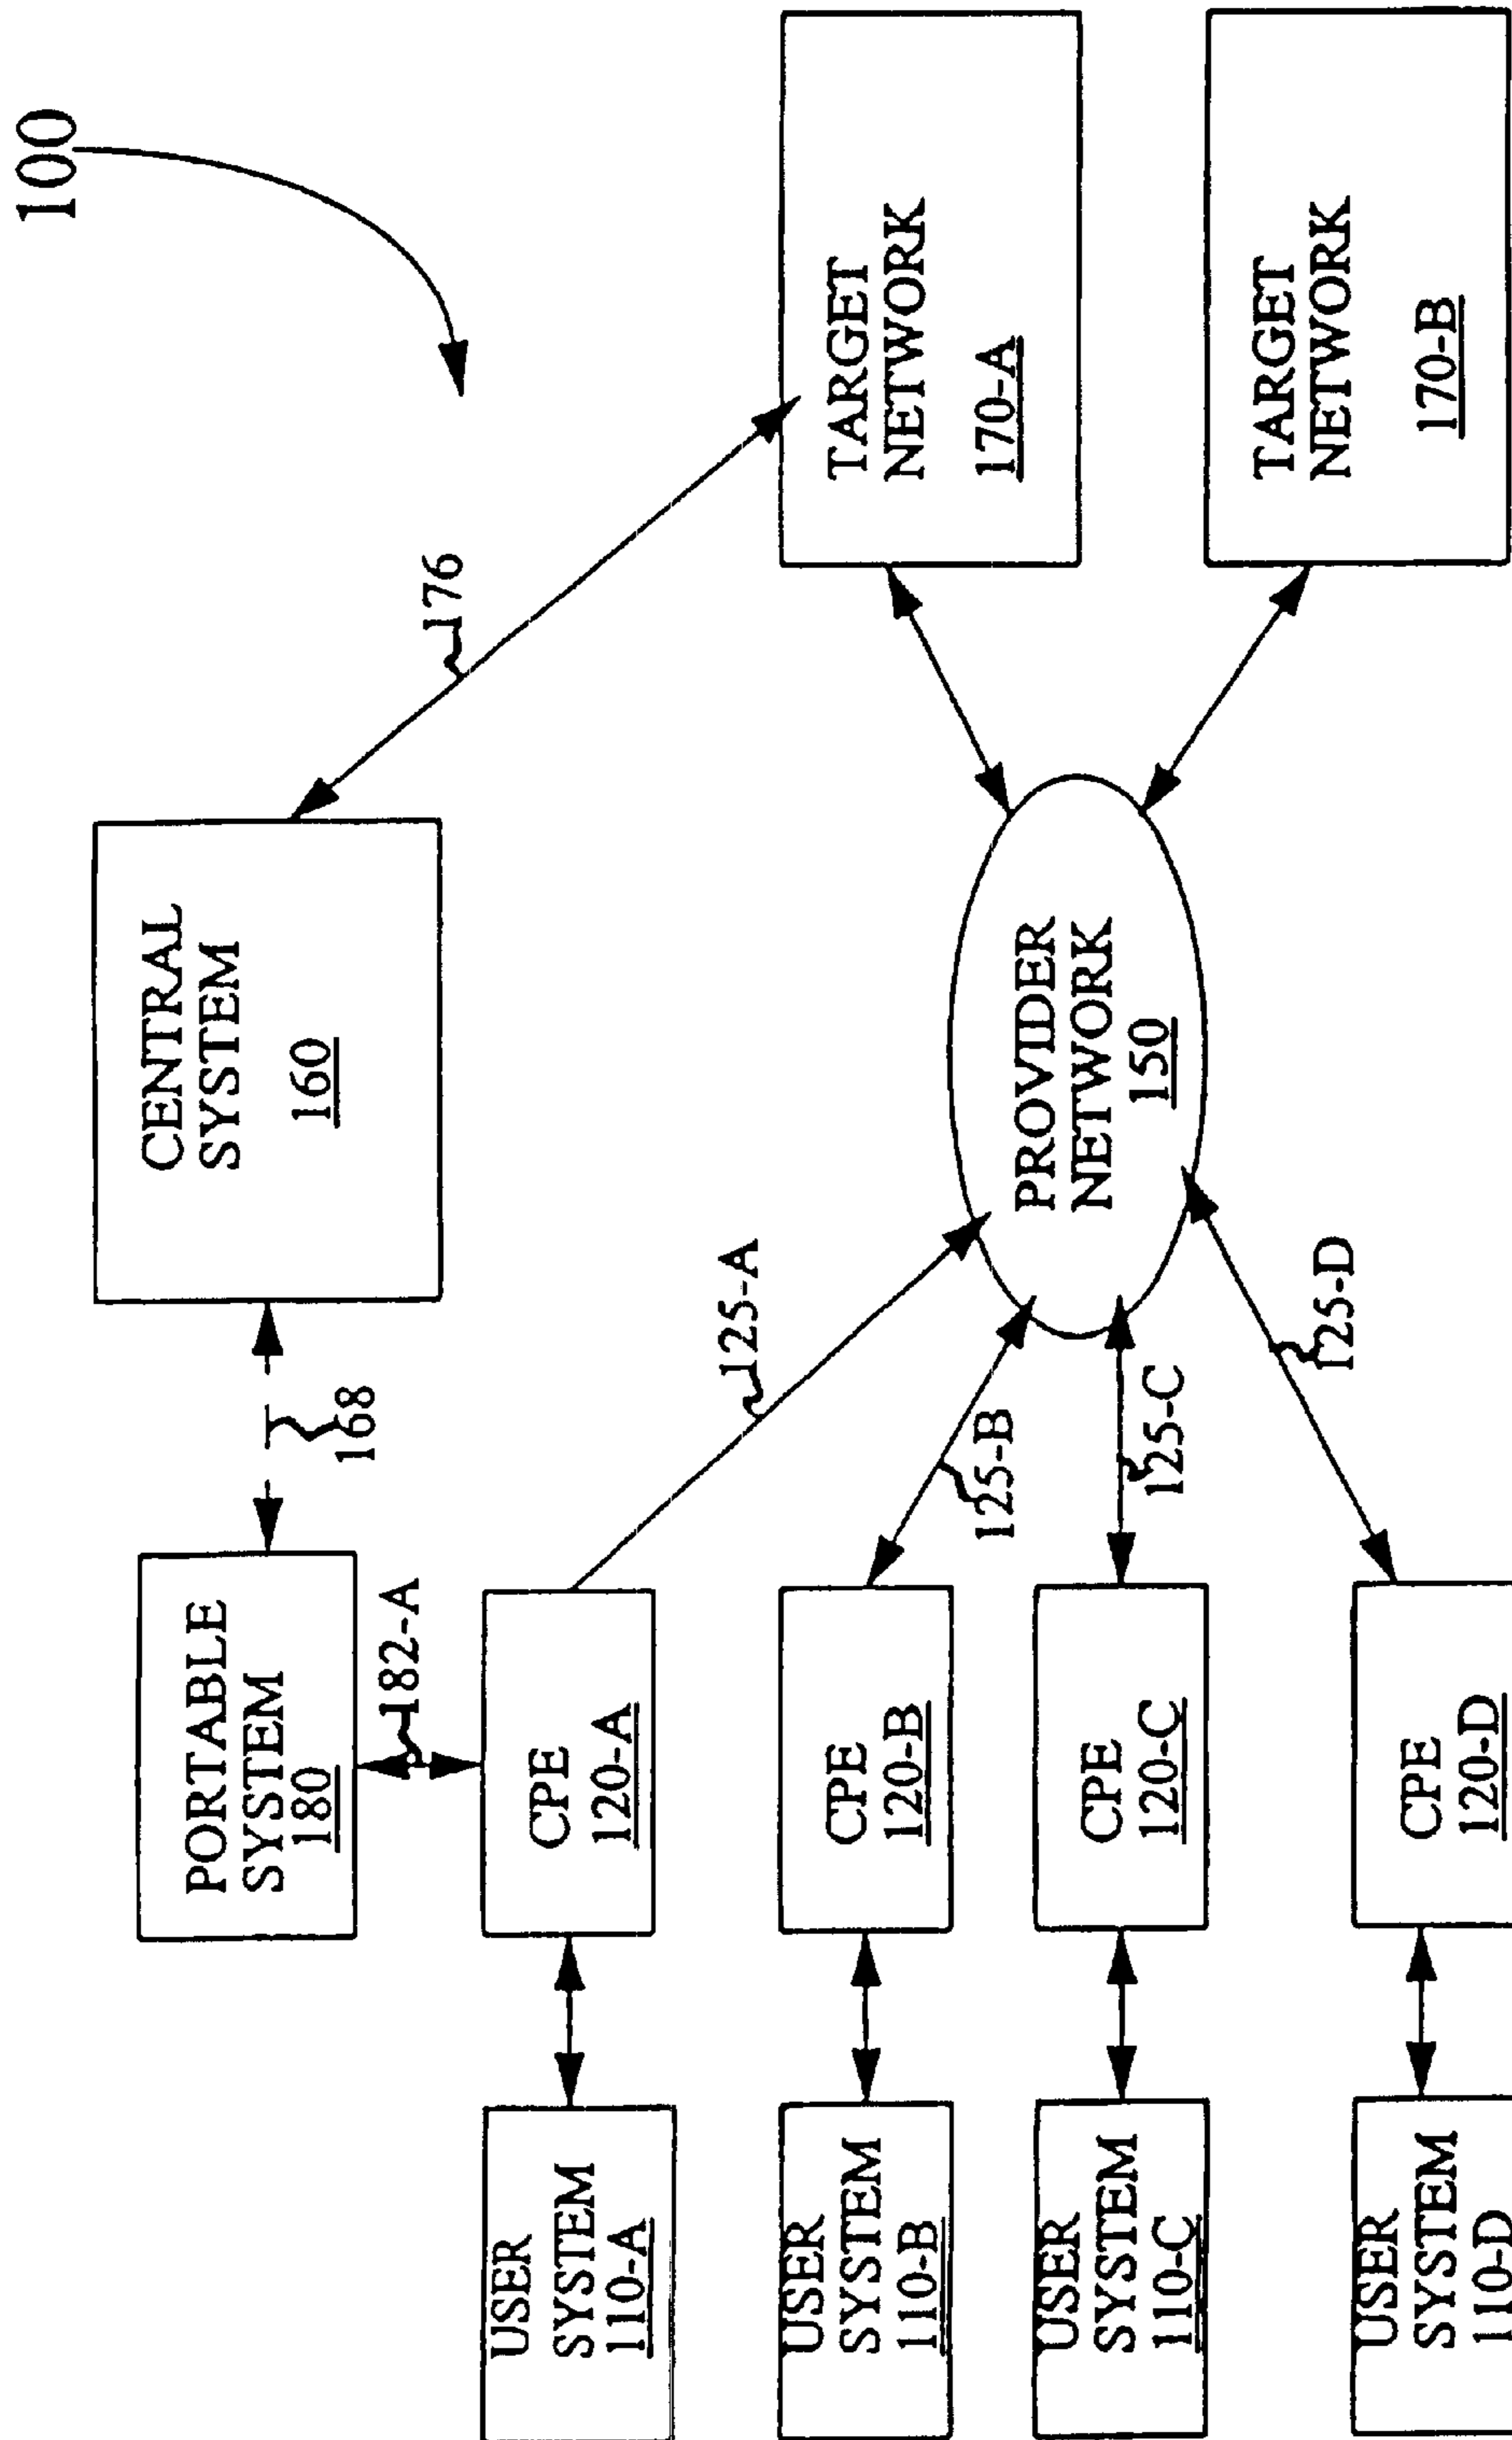 100
PORTABLE
SYSTEM
180
168
CENTRAL
SYSTEM
160
176
182-A
USER
SYSTEM
110-A
CPE
120-A
125-A
TARGET
NETWORK
170-A
USER
SYSTEM
110-B
CPE
120-B
125-B
PROVIDER
NETWORK
150
USER
SYSTEM
110-C
CPE
120-C
125-C
TARGET
NETWORK
170-B
USER
SYSTEM
110-D
CPE
120-D
125-D